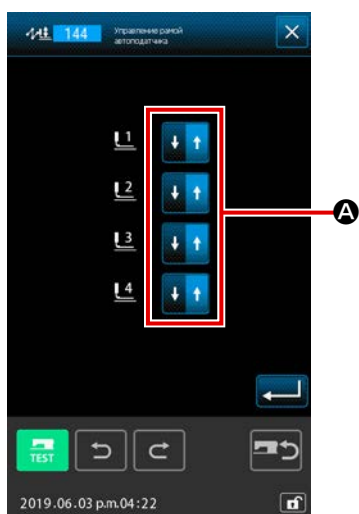 144 Управление рамой
автоподатчика
1
2
3
4
A
TEST
2019.06.03 p.m.04:22